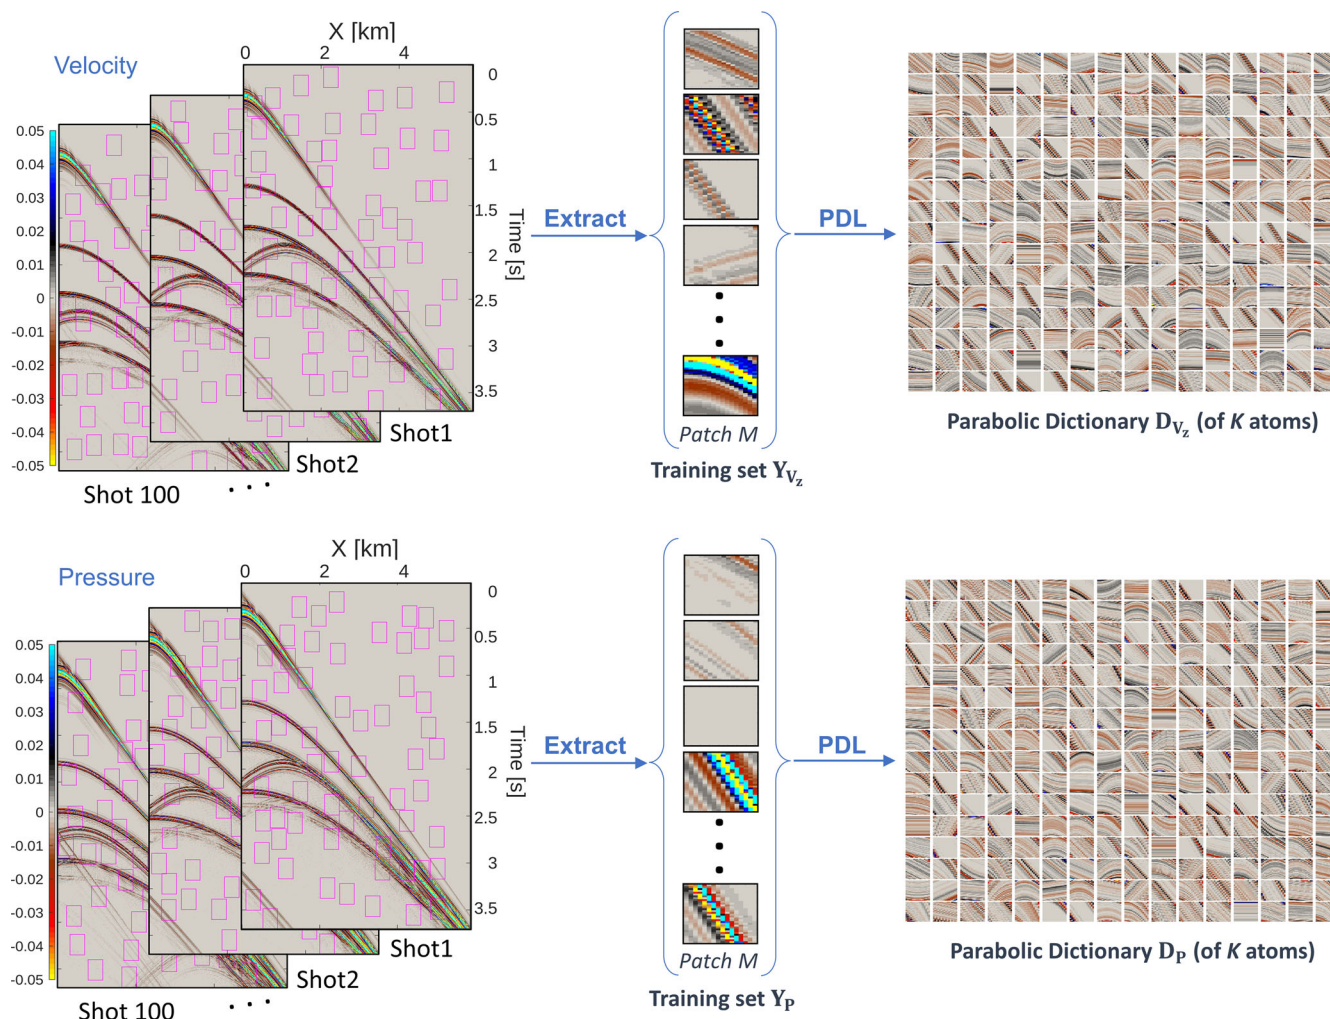 X [km]
0 2 4
Velocity
0.05
0.04
0.03
0.02
0.01
0
-0.01
-0.02
-0.03
-0.04
-0.05
0
0.5
1
1.5
2
2.5
3
3.5
Time [s]
Shot1
Shot2
Shot 100
. . .
Extract
Patch M
Training set Y_Vz
PDL
Parabolic Dictionary D_Vz (of K atoms)
X [km]
0 2 4
Pressure
0.05
0.04
0.03
0.02
0.01
0
-0.01
-0.02
-0.03
-0.04
-0.05
0
0.5
1
1.5
2
2.5
3
3.5
Time [s]
Shot1
Shot2
Shot 100
. . .
Extract
Patch M
Training set Y_P
PDL
Parabolic Dictionary D_P (of K atoms)